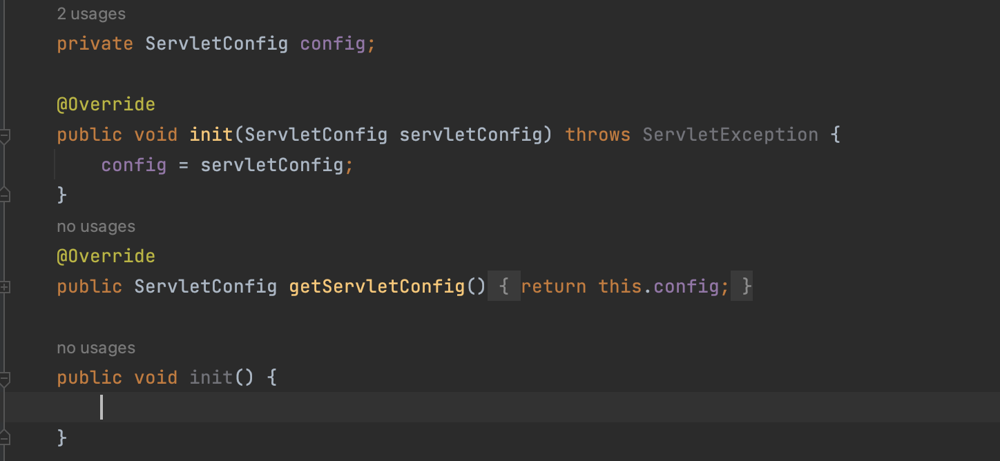 2 usages
private ServletConfig config;
@Override
public void init(ServletConfig servletConfig) throws ServletException {
config = servletConfig;
}
no usages
@Override
public ServletConfig getServletConfig() { return this.config; }
no usages
public void init() {
}